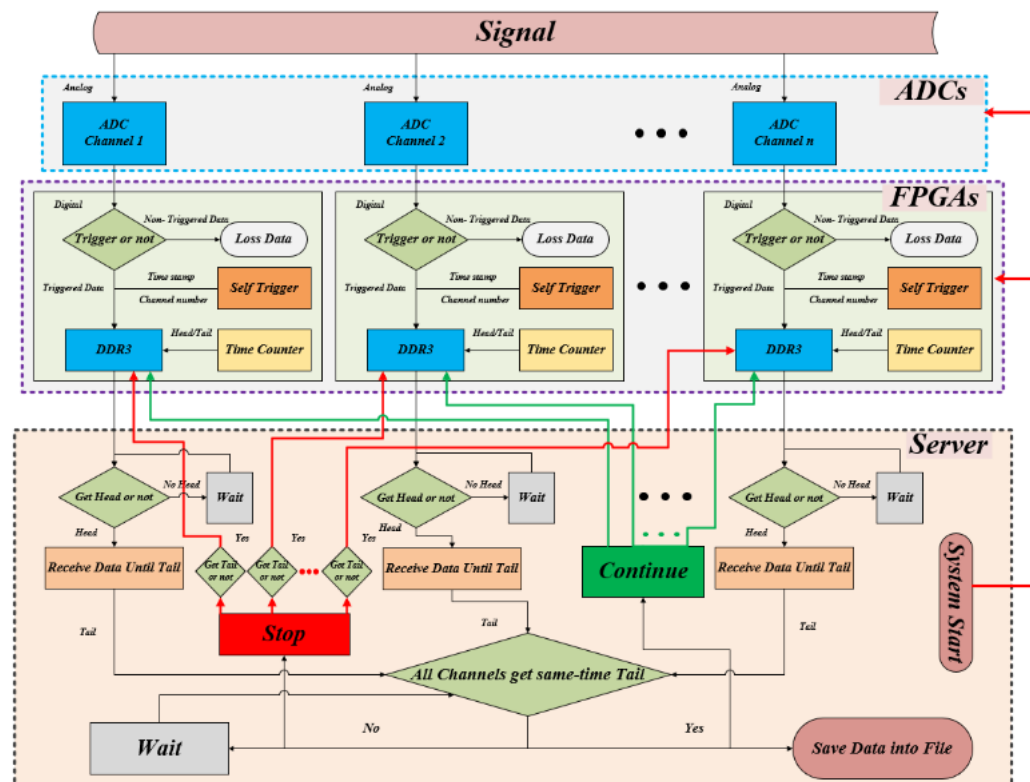 Signal
ADCs
Analog
Analog
Analog
ADC
Channel 1
ADC
Channel 2
ADC
Channel n
FPGAs
Digital
Non- Triggered Data
Trigger or not
Loss Data
Time stamp
Triggered Data
Channel number
Self Trigger
Head/Tail
DDR3
Time Counter
Digital
Non- Triggered Data
Trigger or not
Loss Data
Time stamp
Triggered Data
Channel number
Self Trigger
Head/Tail
DDR3
Time Counter
Digital
Non- Triggered Data
Trigger or not
Loss Data
Time stamp
Triggered Data
Channel number
Self Trigger
Head/Tail
DDR3
Time Counter
Server
Get Head or not
No Head
Wait
Head
Receive Data Until Tail
Tail
Get Head or not
No Head
Wait
Head
Receive Data Until Tail
Tail
Get Head or not
No Head
Wait
Head
Receive Data Until Tail
Tail
Yes
Yes
Yes
Got Tail
or not
Got Tail
or not
Got Tail
or not
Stop
Continue
System Start
All Channels get same-time Tail
No
Yes
Wait
Save Data into File